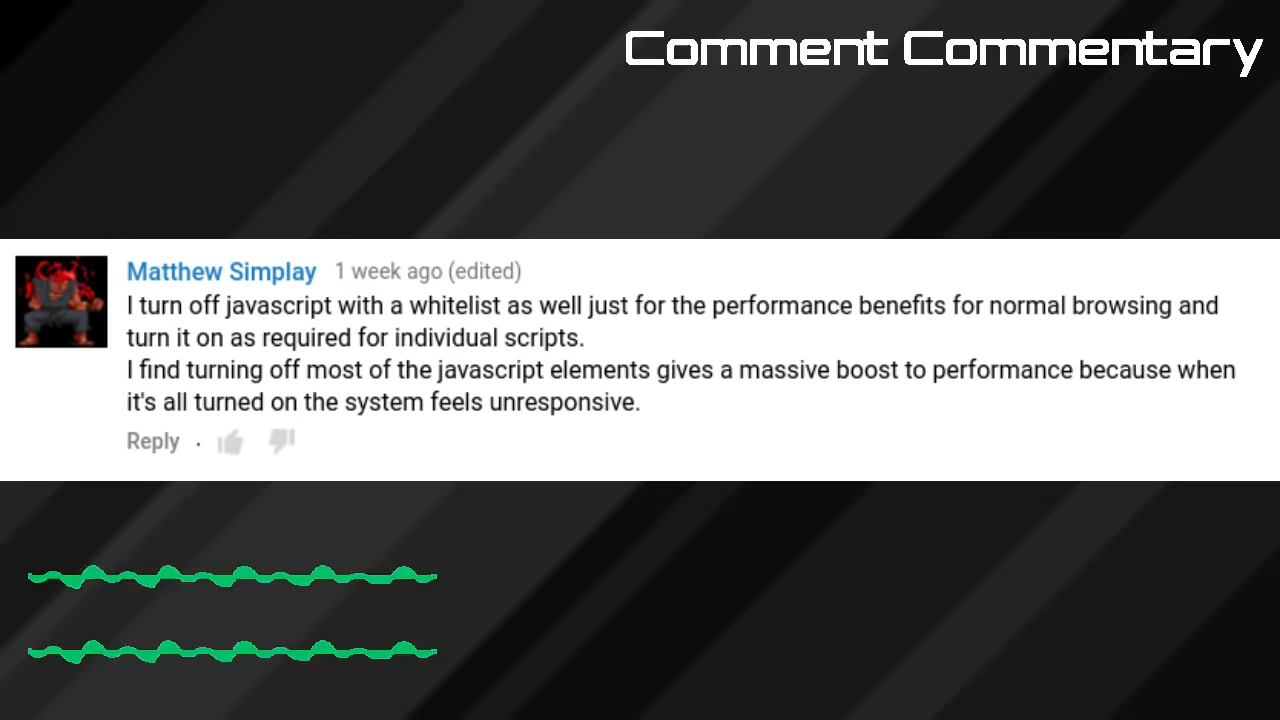 Comment Commentary
Matthew Simplay 1 week ago (edited)
I turn off javascript with a whitelist as well just for the performance benefits for normal browsing and
turn it on as required for individual scripts.
I find turning off most of the javascript elements gives a massive boost to performance because when
it's all turned on the system feels unresponsive.
Reply ·